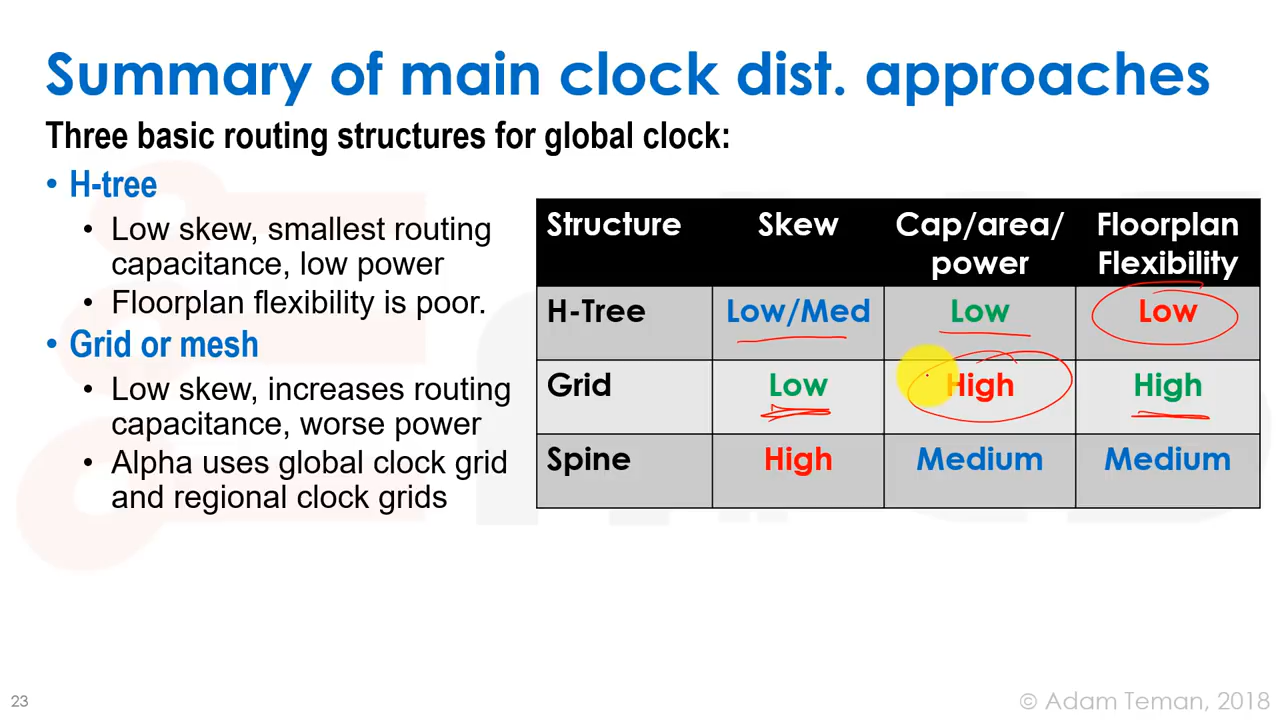 Summary of main clock dist. approaches
Three basic routing structures for global clock:
• H-tree
• Low skew, smallest routing
capacitance, low power
• Floorplan flexibility is poor.
• Grid or mesh
• Low skew, increases routing
capacitance, worse power
• Alpha uses global clock grid
and regional clock grids
Structure Skew Cap/area/ Floorplan
power Flexibility
H-Tree Low/Med Low Low
Grid Low High High
Spine High Medium Medium
23
© Adam Teman, 2018